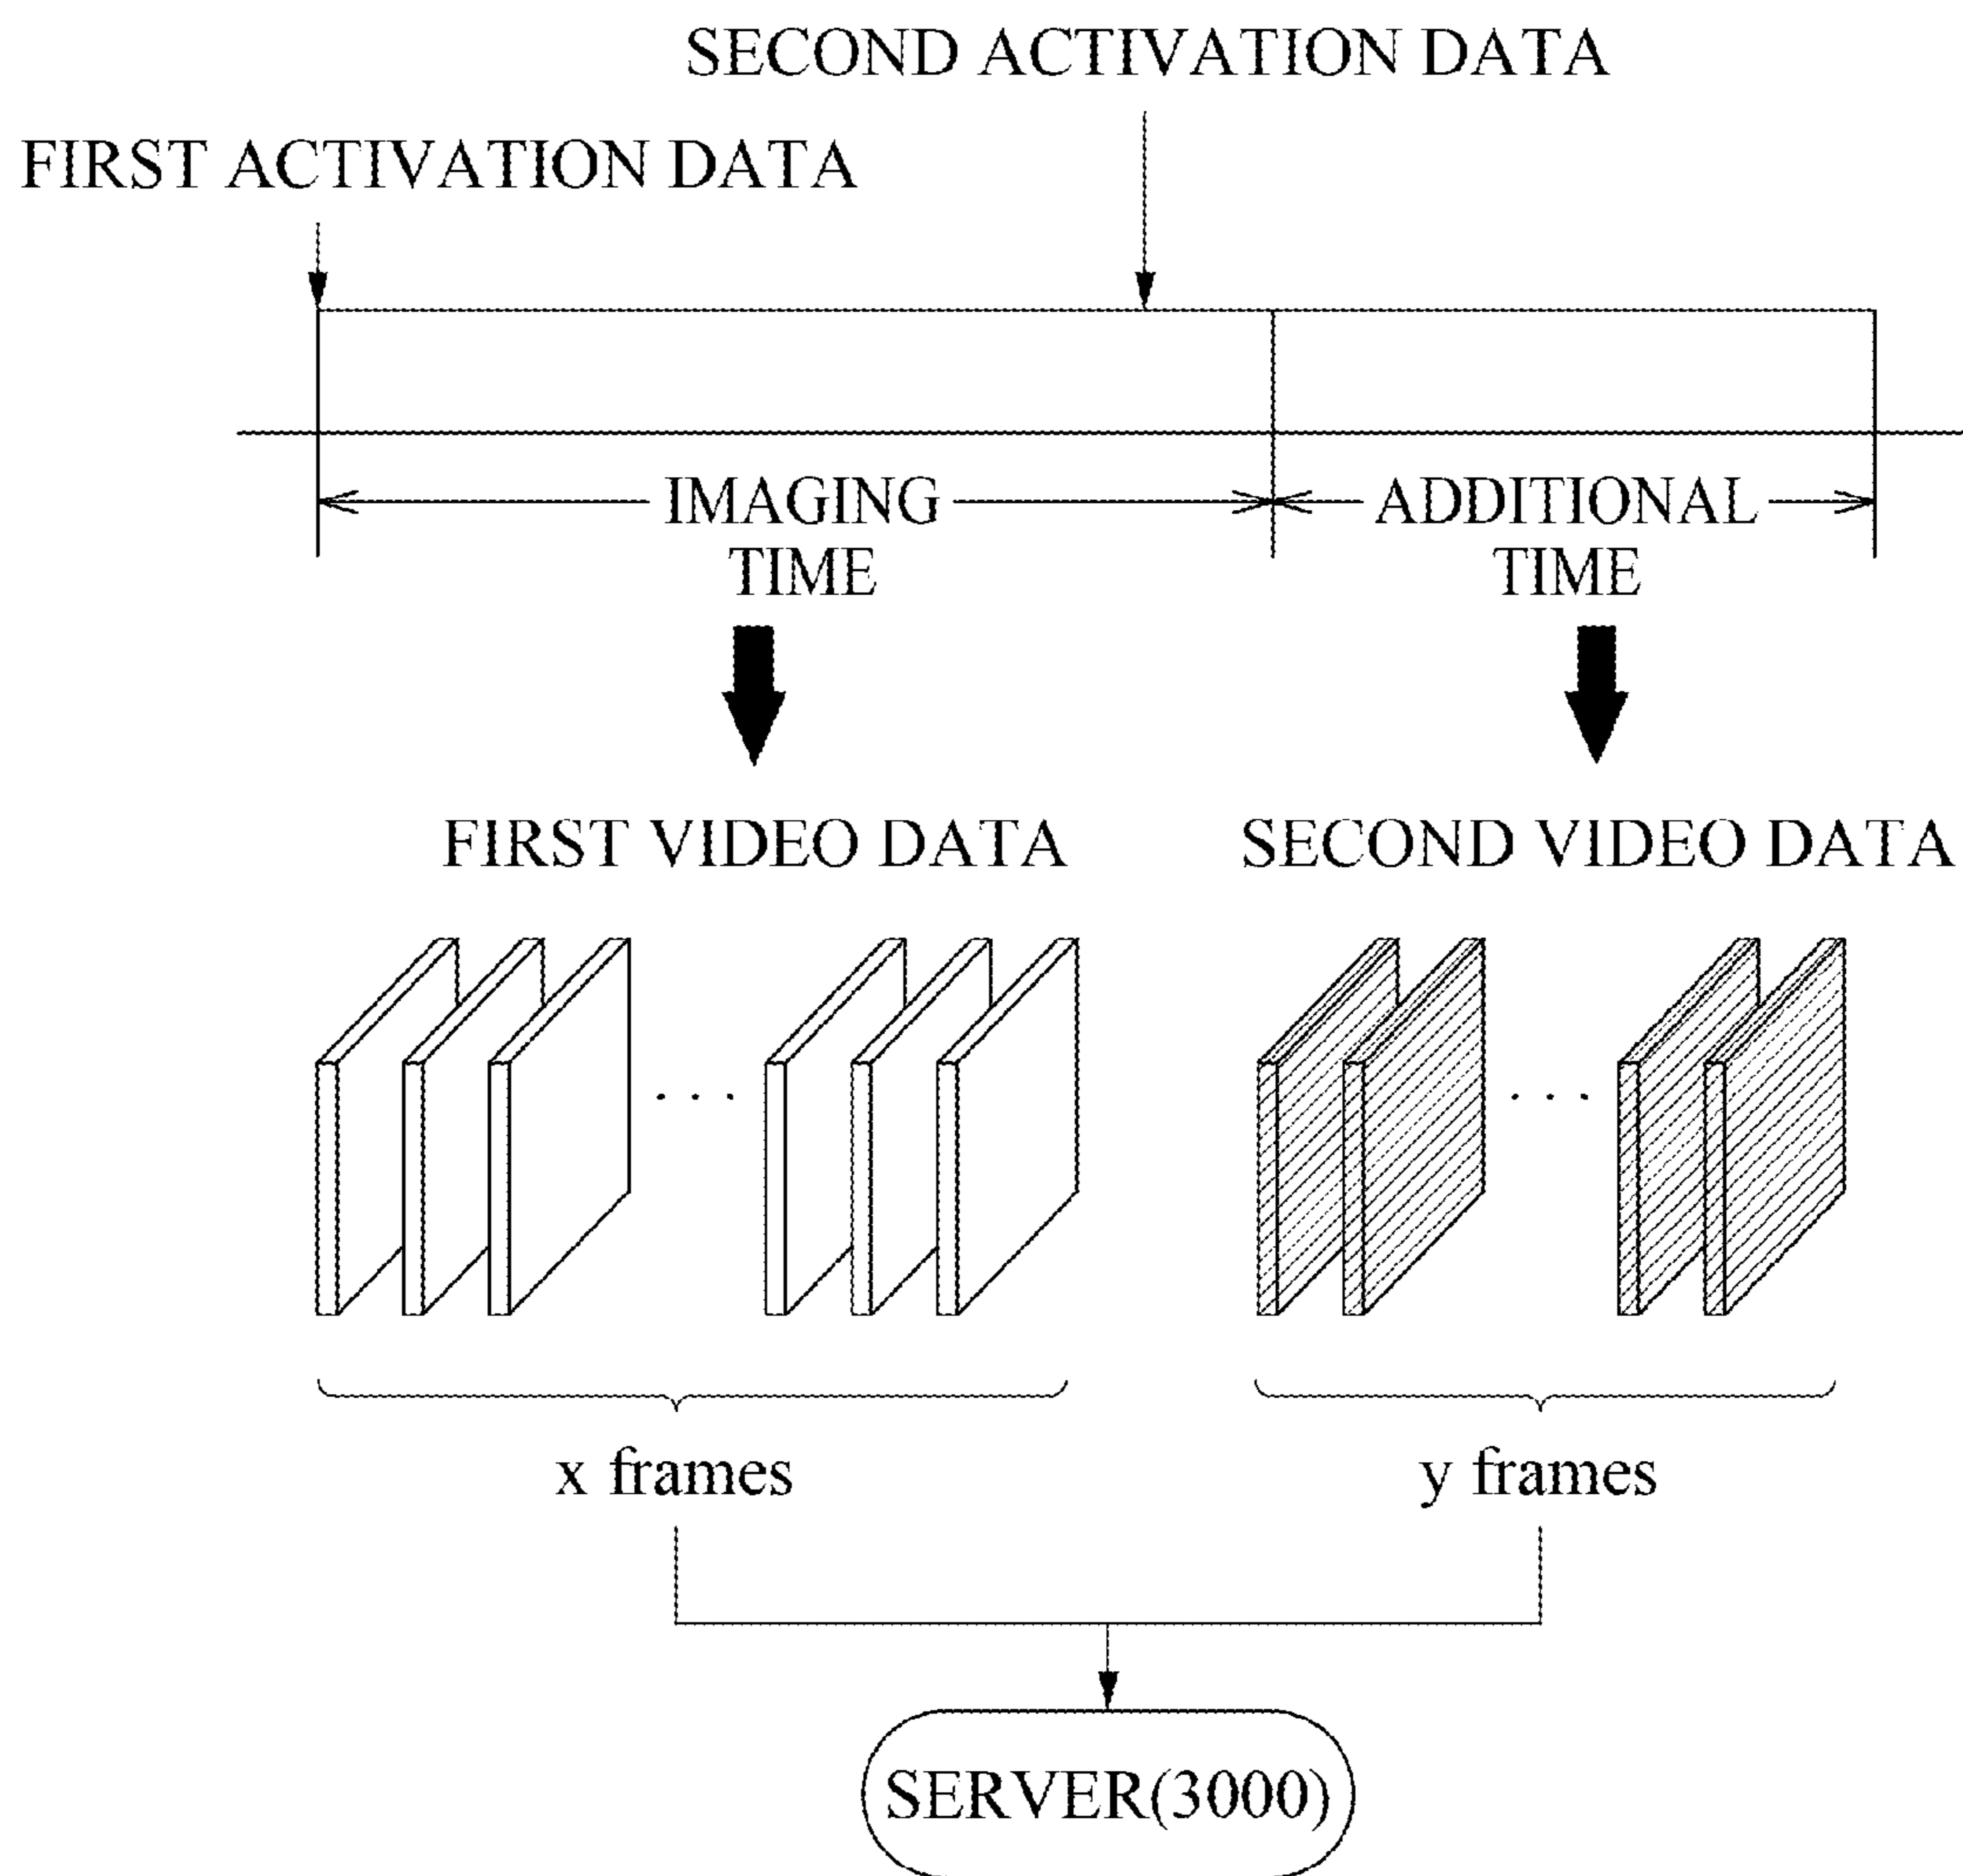 SECOND ACTIVATION DATA
FIRST ACTIVATION DATA
IMAGING
TIME
ADDITIONAL
TIME
FIRST VIDEO DATA
SECOND VIDEO DATA
. . .
. . .
x frames
y frames
SERVER(3000)